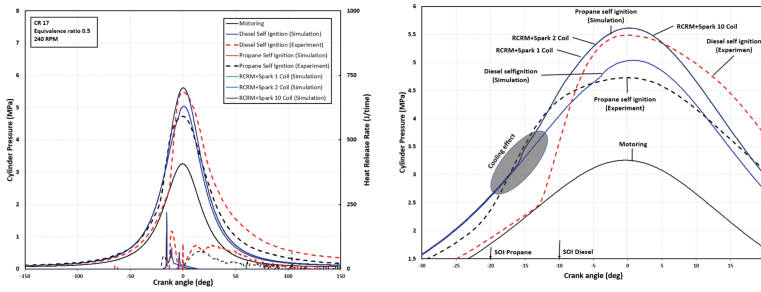 CR 17
Equivalence ratio 0.5
240 RPM
Motoring
Diesel Self Ignition (Simulation)
Diesel Self Ignition (Experiment)
Propane Self Ignition (Simulation)
Propane Self Ignition (Experiment)
RCRM+Spark 1 Coil (Simulation)
RCRM+Spark 2 Coil (Simulation)
RCRM+Spark 10 Coil (Simulation)
Cylinder Pressure (MPa)
8
7
6
5
4
3
2
1
0
-150
-100
-50
0
50
100
150
Crank angle (deg)
1000
750
500
250
0
Heat Release Rate (J/time)
Cylinder Pressure (MPa)
6
5.5
5
4.5
4
3.5
3
2.5
2
1.5
Propane self ignition
(Simulation)
RCRM+Spark 2 Coil
RCRM+Spark 10 Coil
RCRM+Spark 1 Coil
Diesel self ignition
(Experimen)
Diesel selfignition
(Simulation)
Propane self ignition
(Experiment)
Cooling effect
Motoring
SOI Propane
SOI Diesel
-30
-25
-20
-15
-10
-5
0
5
10
15
Crank angle (deg)